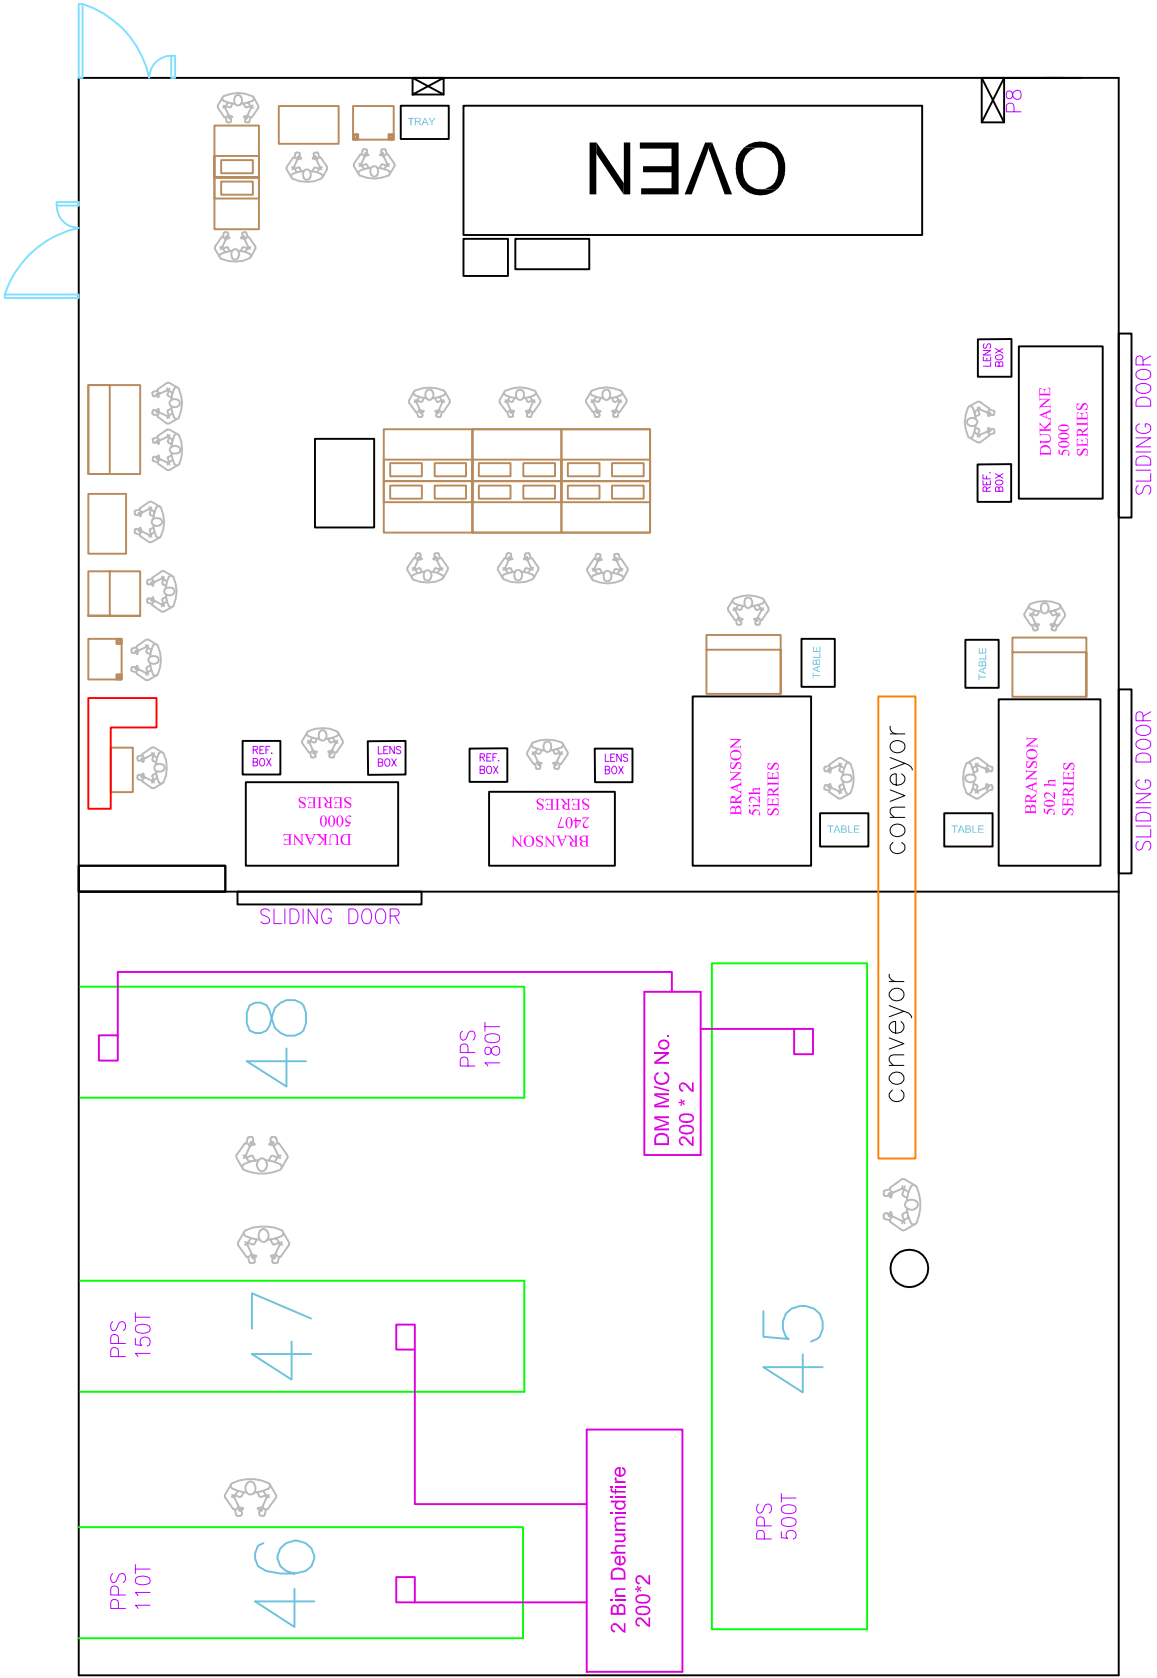 P8
TRAY
OVEN
LENS
BOX
DUKANE
5000
SERIES
SLIDING DOOR
REF.
BOX
TABLE
TABLE
REF.
BOX
LENS
BOX
REF.
BOX
LENS
BOX
DUKANE
5000
SERIES
BRANSON
2407
SERIES
BRANSON
5i2h
SERIES
TABLE
conveyor
TABLE
BRANSON
502 h
SERIES
SLIDING DOOR
SLIDING DOOR
48
PPS
180T
DM M/C No.
200 * 2
conveyor
PPS
150T
47
45
PPS
500T
PPS
110T
46
2 Bin Dehumidifire
200*2